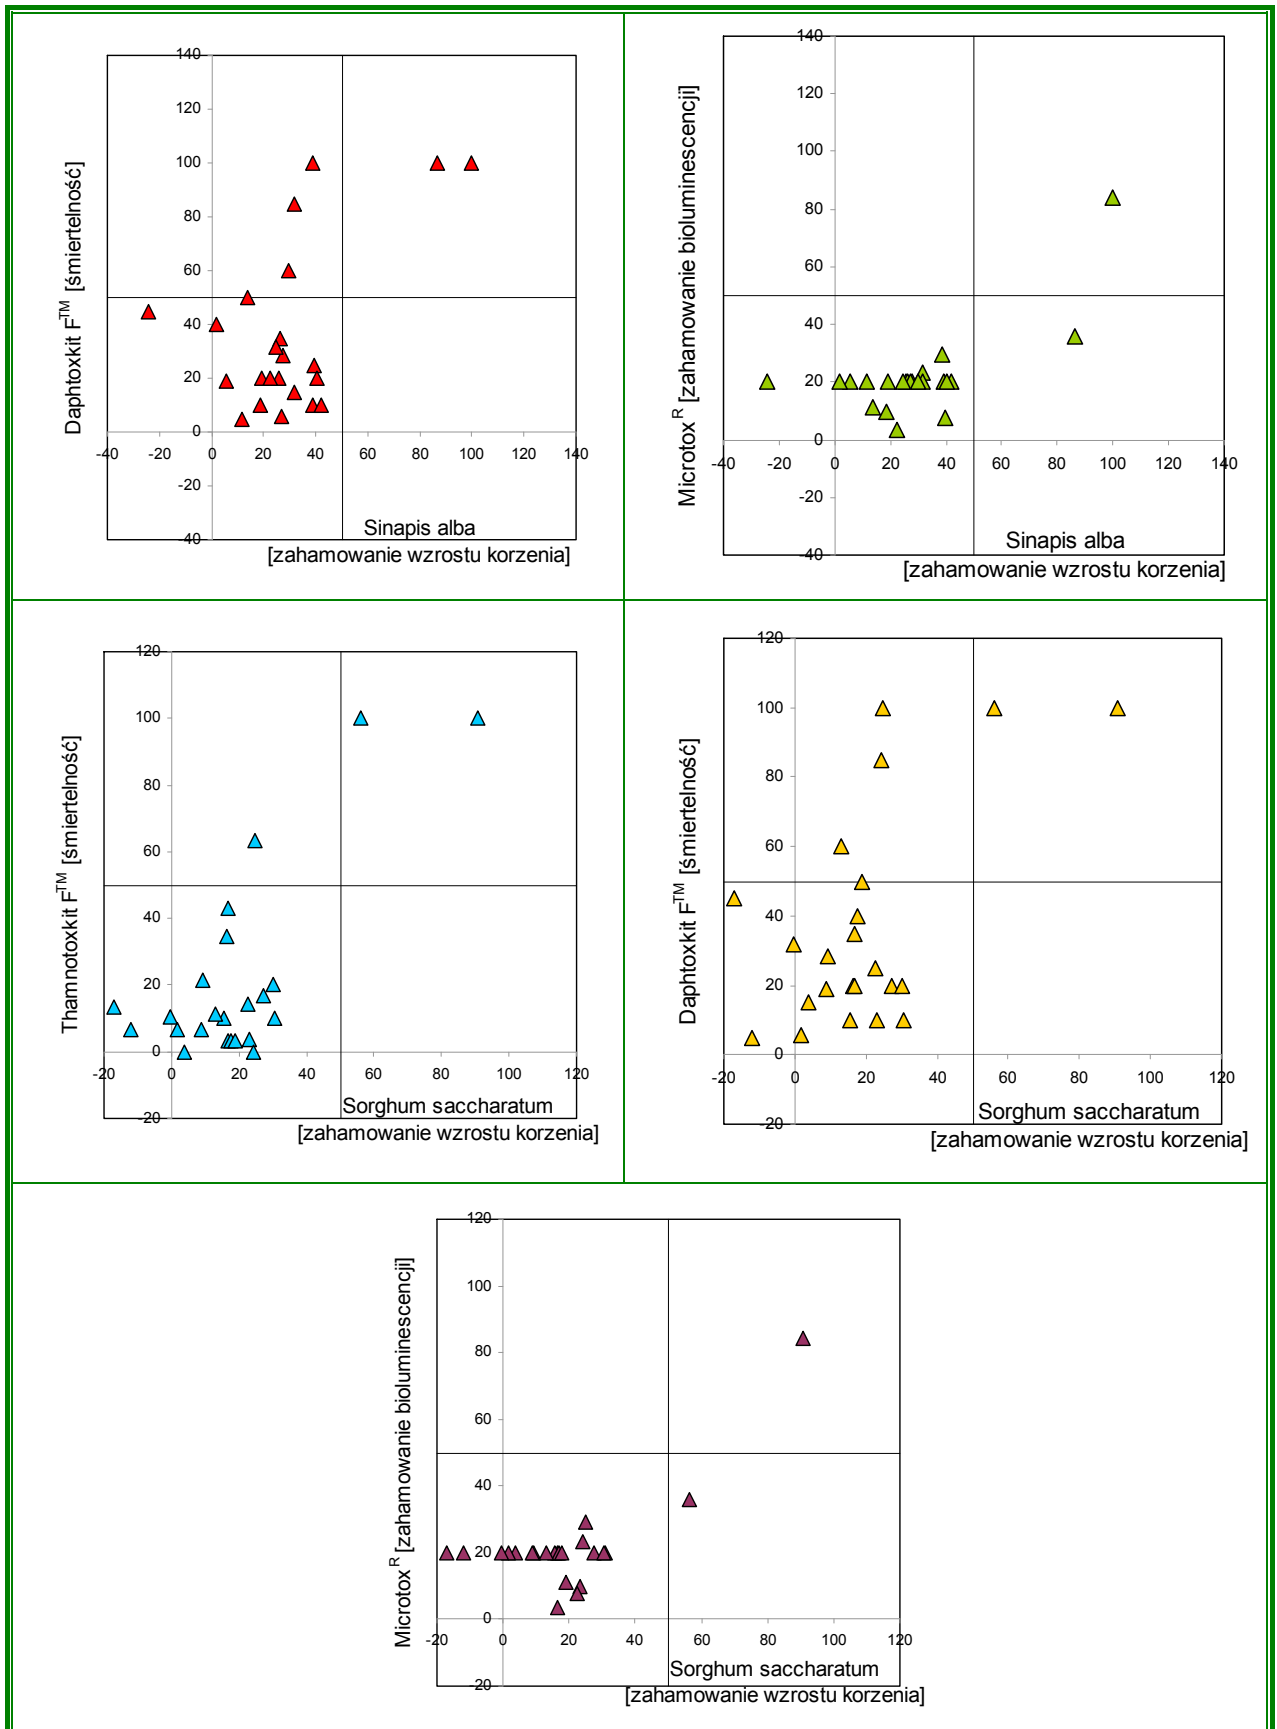 140
120
100
80
60
40
20
0
-20
-40
-40 -20 0 20 40 60 80 100 120 140
Daphtoxkit F™ [śmiertelność]
Sinapis alba
[zahamowanie wzrostu korzenia]
140
120
100
80
60
40
20
0
-20
-40
-40 -20 0 20 40 60 80 100 120 140
Microtox R [zahamowanie bioluminescencji]
Sinapis alba
[zahamowanie wzrostu korzenia]
120
100
80
60
40
20
0
-20
-20 0 20 40 60 80 100 120
Thamnotoxkit F™ [śmiertelność]
Sorghum saccharatum
[zahamowanie wzrostu korzenia]
120
100
80
60
40
20
0
-20
-20 0 20 40 60 80 100 120
Daphtoxkit F™ [śmiertelność]
Sorghum saccharatum
[zahamowanie wzrostu korzenia]
120
100
80
60
40
20
0
-20
-20 0 20 40 60 80 100 120
Microtox R [zahamowanie bioluminescencji]
Sorghum saccharatum
[zahamowanie wzrostu korzenia]